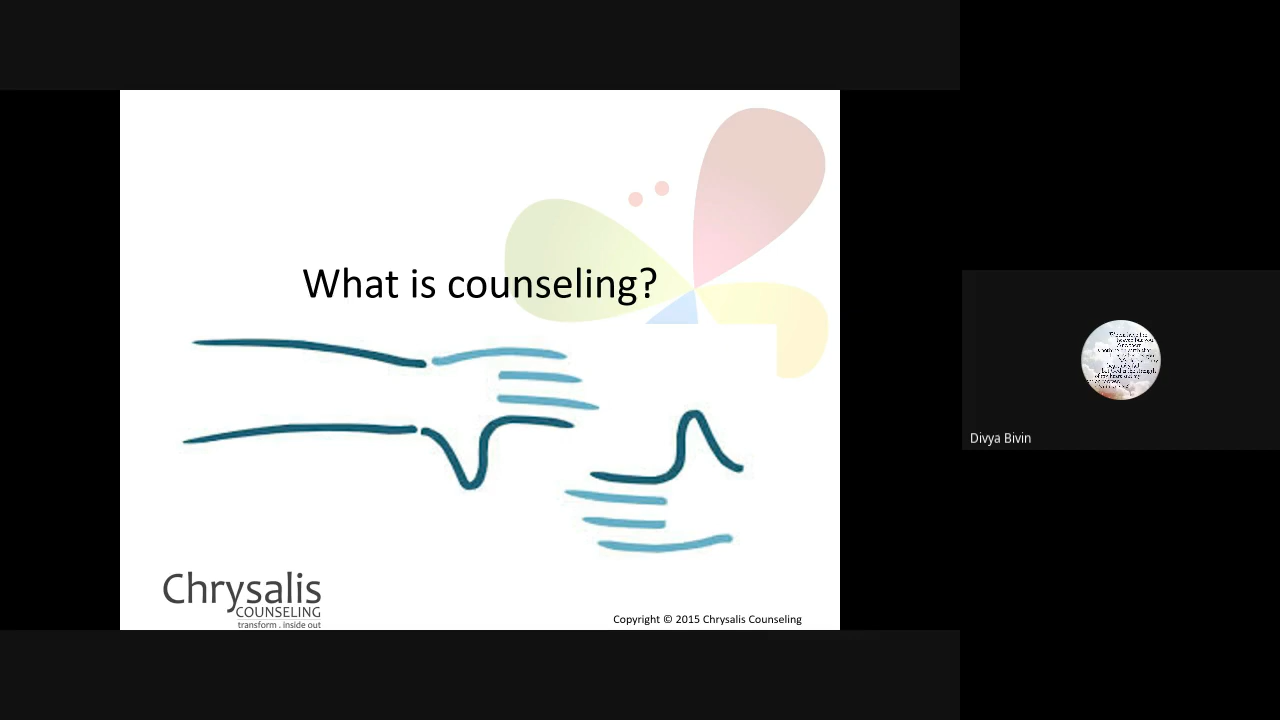 What is counseling?
Chrysalis
COUNSELING
transform . inside out
Copyright © 2015 Chrysalis Counseling
Divya Bivin